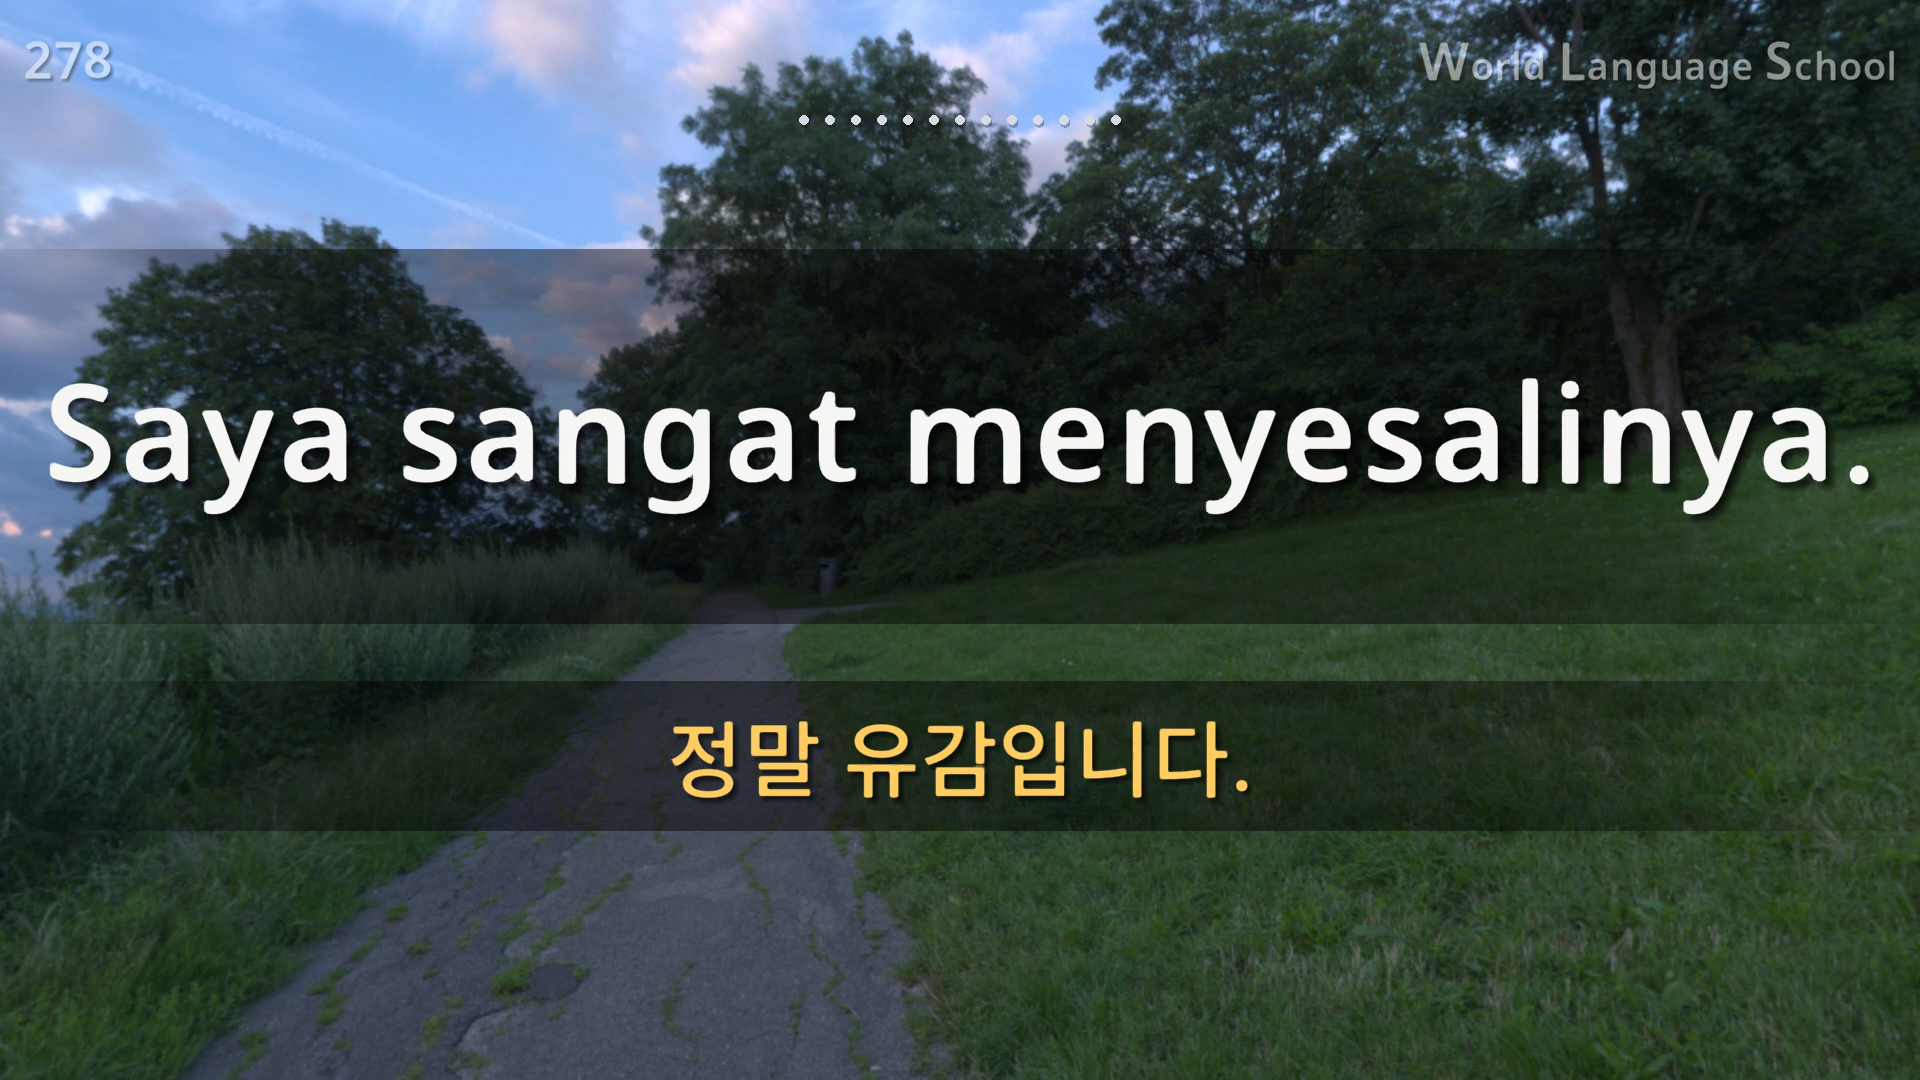 278
World Language School
Saya sangat menyesalinya.
정말 유감입니다.